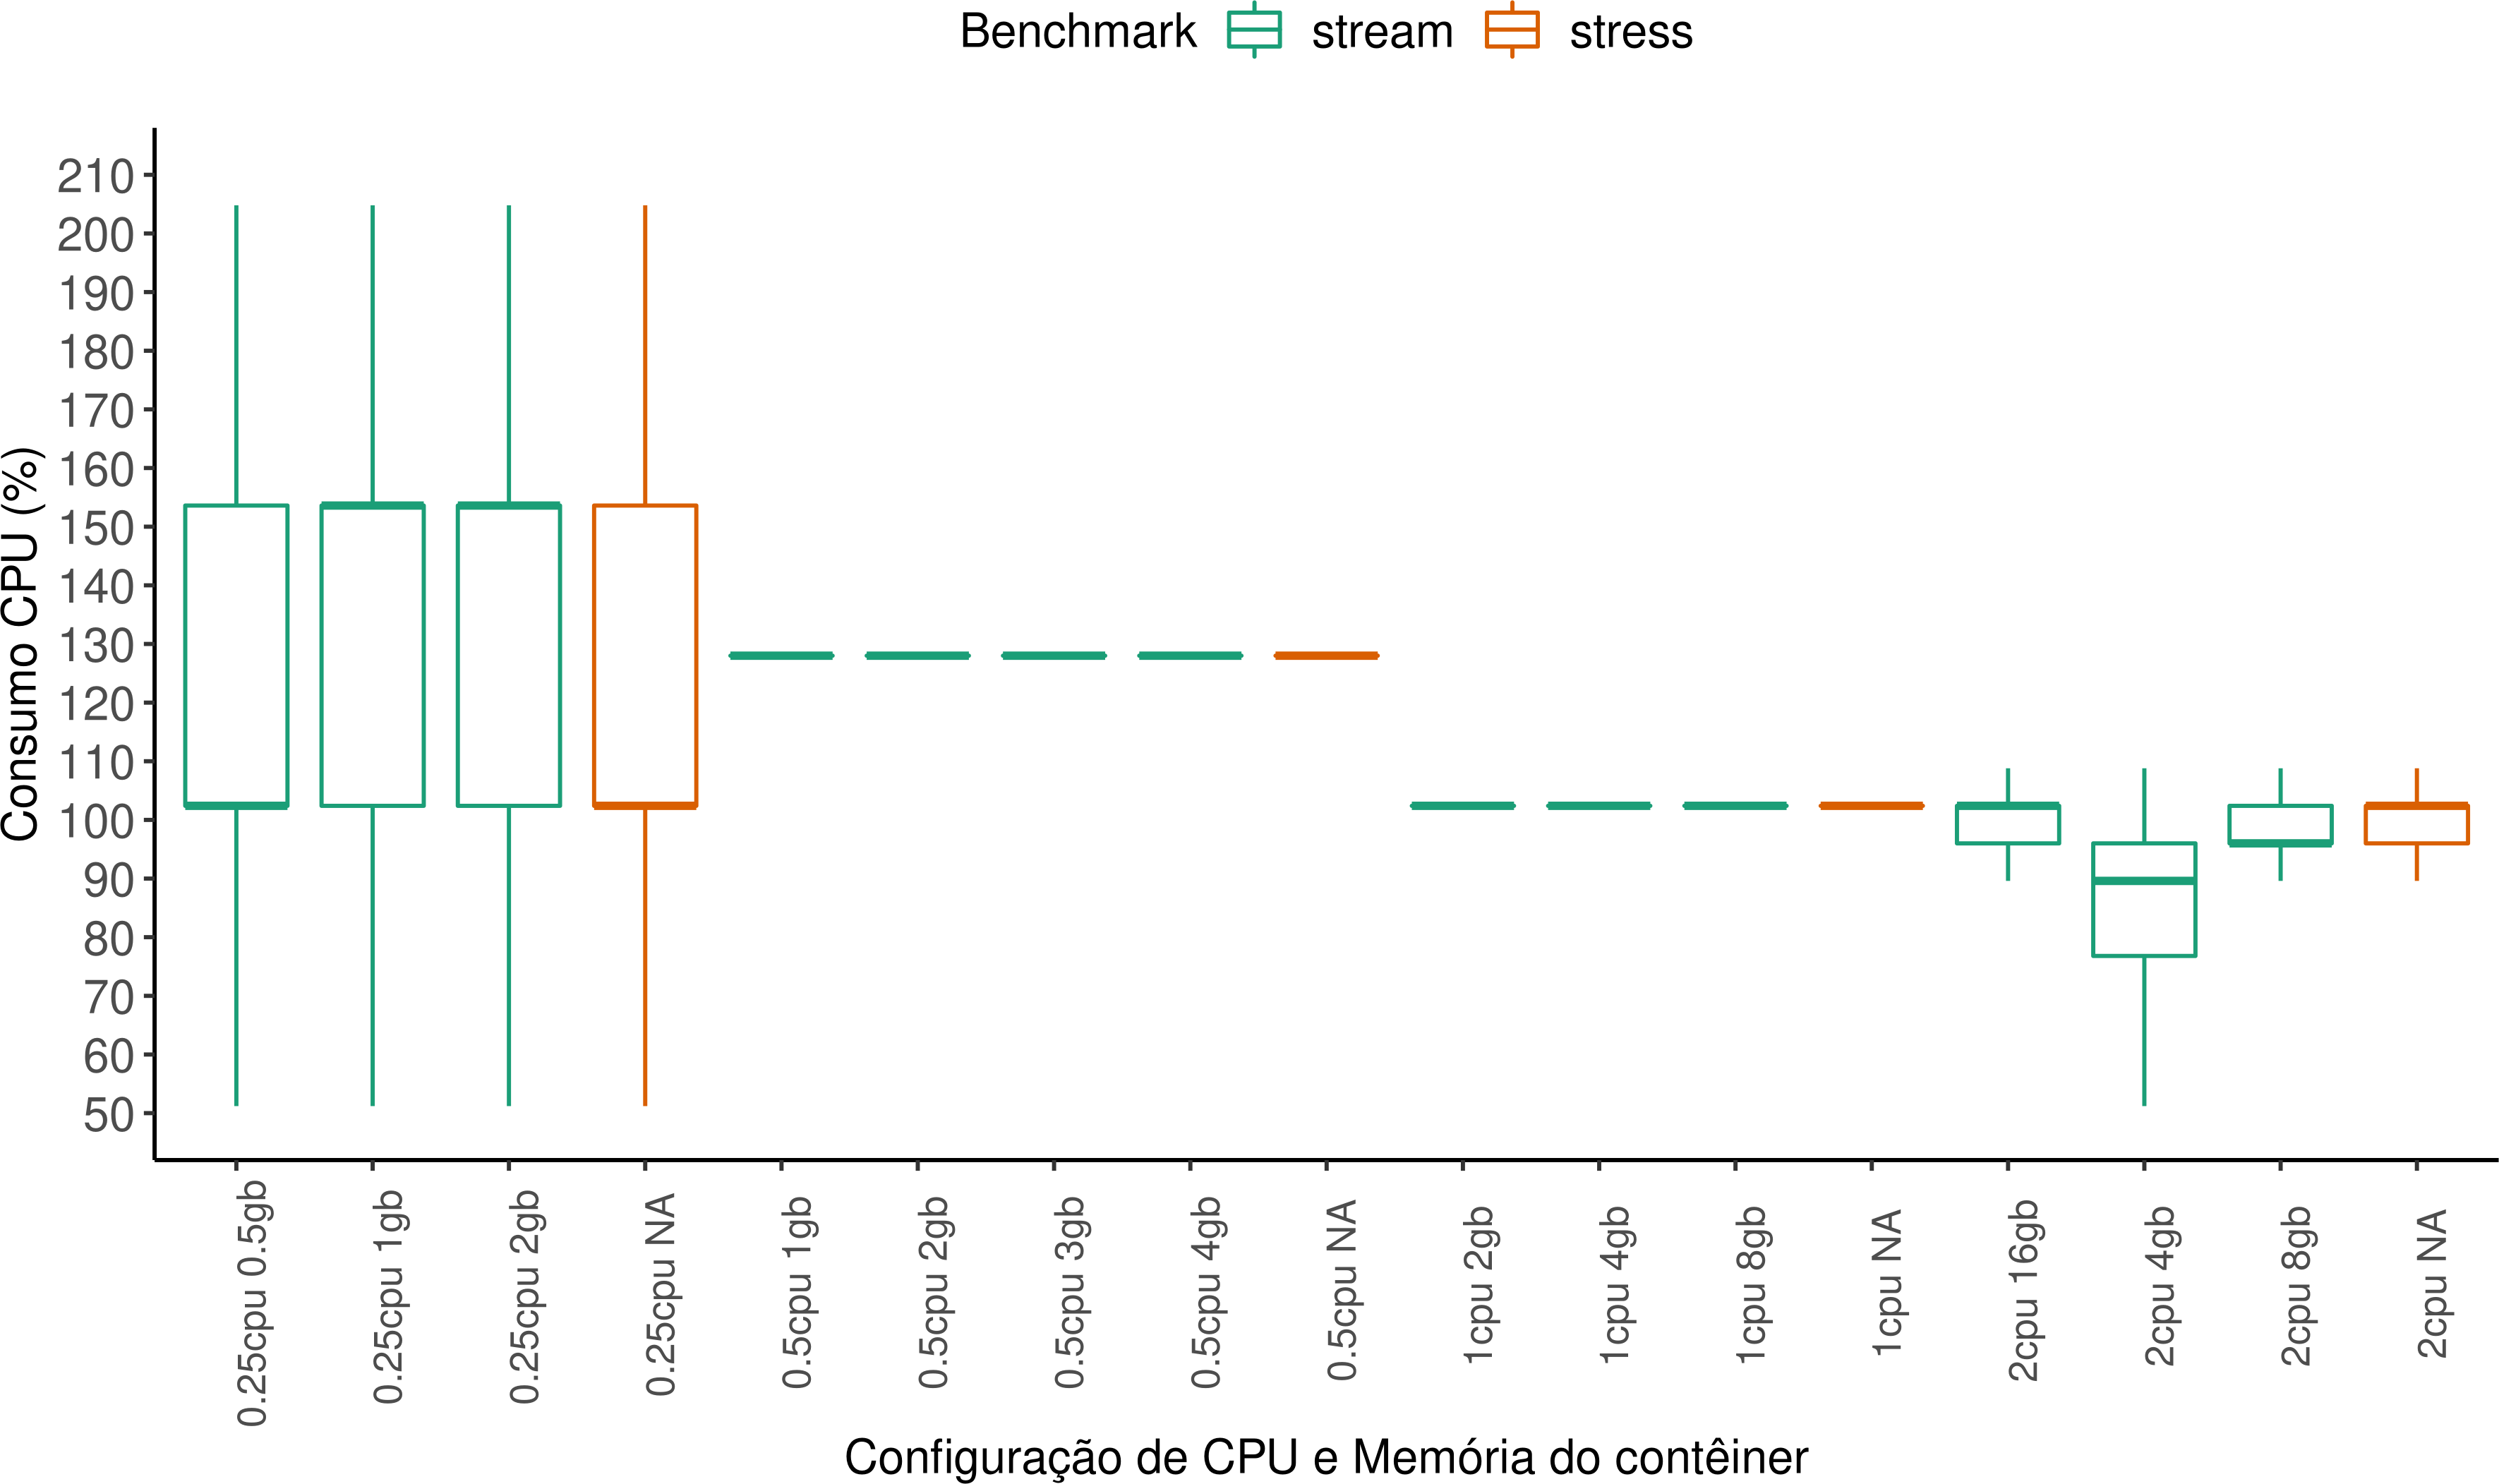 Benchmark stream stress
Consumo CPU (%)
210
200
190
180
170
160
150
140
130
120
110
100
90
80
70
60
50
0.25cpu 0.5gb
0.25cpu 1gb
0.25cpu 2gb
0.25cpu NA
0.5cpu 1gb
0.5cpu 2gb
0.5cpu 3gb
0.5cpu 4gb
0.5cpu NA
1cpu 2gb
1cpu 4gb
1cpu 8gb
1cpu NA
2cpu 16gb
2cpu 4gb
2cpu 8gb
2cpu NA
Configuração de CPU e Memória do contêiner